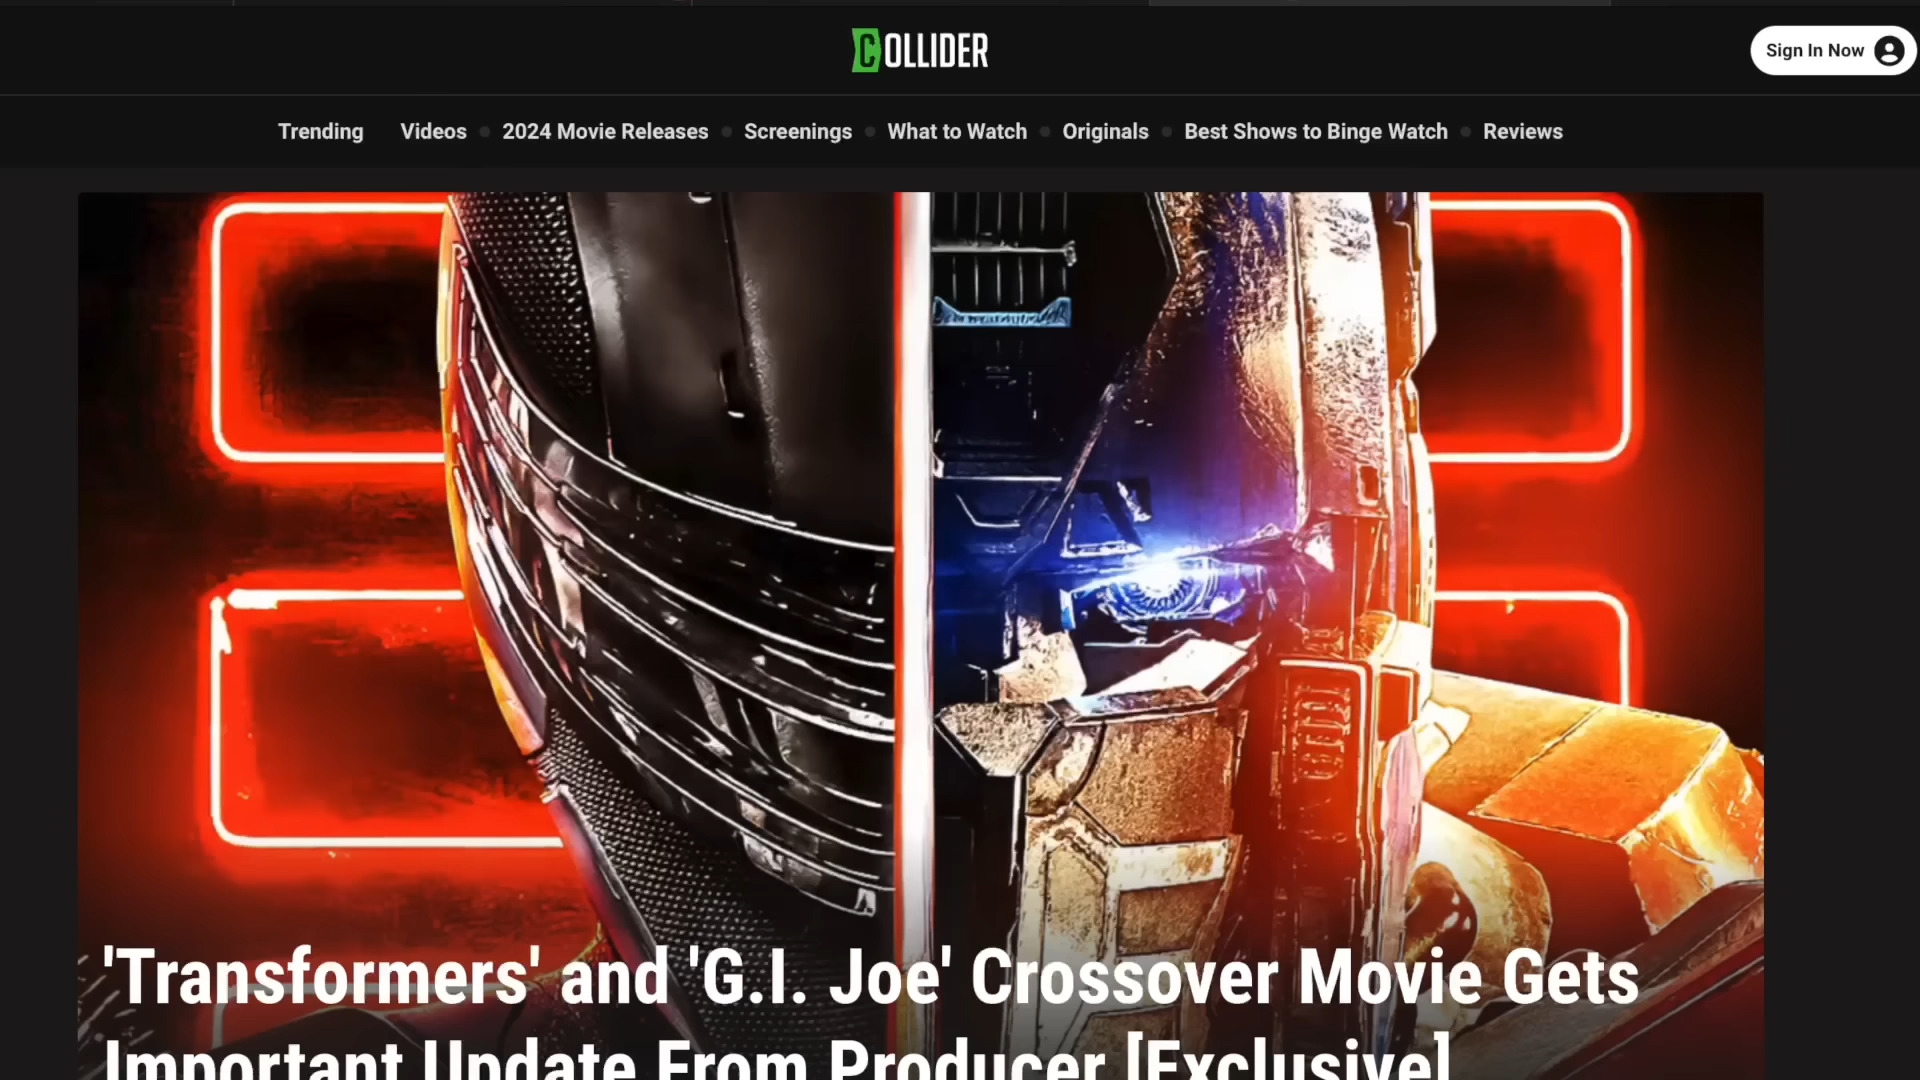 COLLIDER
Sign In Now
Trending Videos 2024 Movie Releases Screenings What to Watch Originals Best Shows to Binge Watch Reviews
'Transformers' and 'G.I. Joe' Crossover Movie Gets
Important Update From Producer [Exclusive]